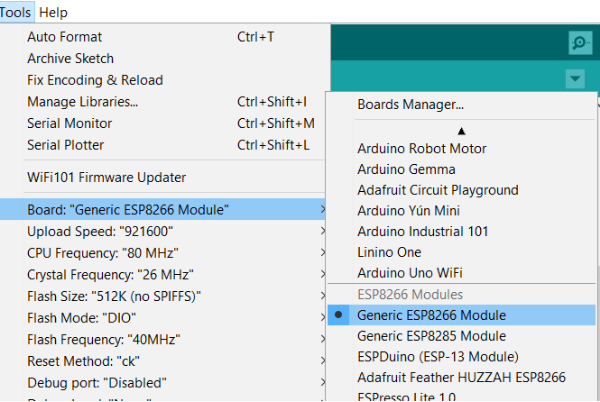 Tools Help
Auto Format Ctrl+T
Archive Sketch
Fix Encoding & Reload
Manage Libraries... Ctrl+Shift+I
Serial Monitor Ctrl+Shift+M
Serial Plotter Ctrl+Shift+L
WiFi101 Firmware Updater
Board: "Generic ESP8266 Module"
Upload Speed: "921600"
CPU Frequency: "80 MHz"
Crystal Frequency: "26 MHz"
Flash Size: "512K (no SPIFFS)"
Flash Mode: "DIO"
Flash Frequency: "40MHz"
Reset Method: "ck"
Debug port: "Disabled"
Boards Manager...
Arduino Robot Motor
Arduino Gemma
Adafruit Circuit Playground
Arduino Yún Mini
Arduino Industrial 101
Linino One
Arduino Uno WiFi
ESP8266 Modules
Generic ESP8266 Module
Generic ESP8285 Module
ESPDuino (ESP-13 Module)
Adafruit Feather HUZZAH ESP8266
ESPresso Lite 1.0